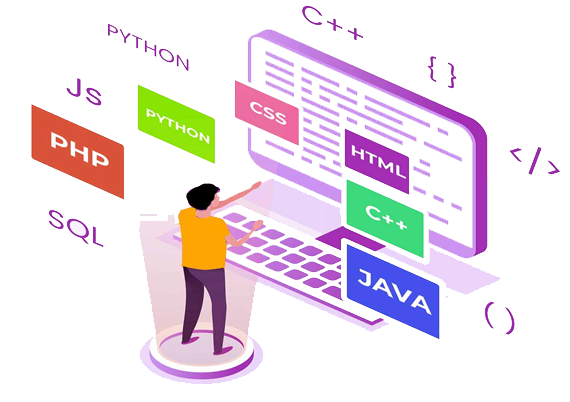 C++
PYTHON
{ }
JS
CSS
PYTHON
PHP
HTML
</>
C++
SQL
JAVA
( )